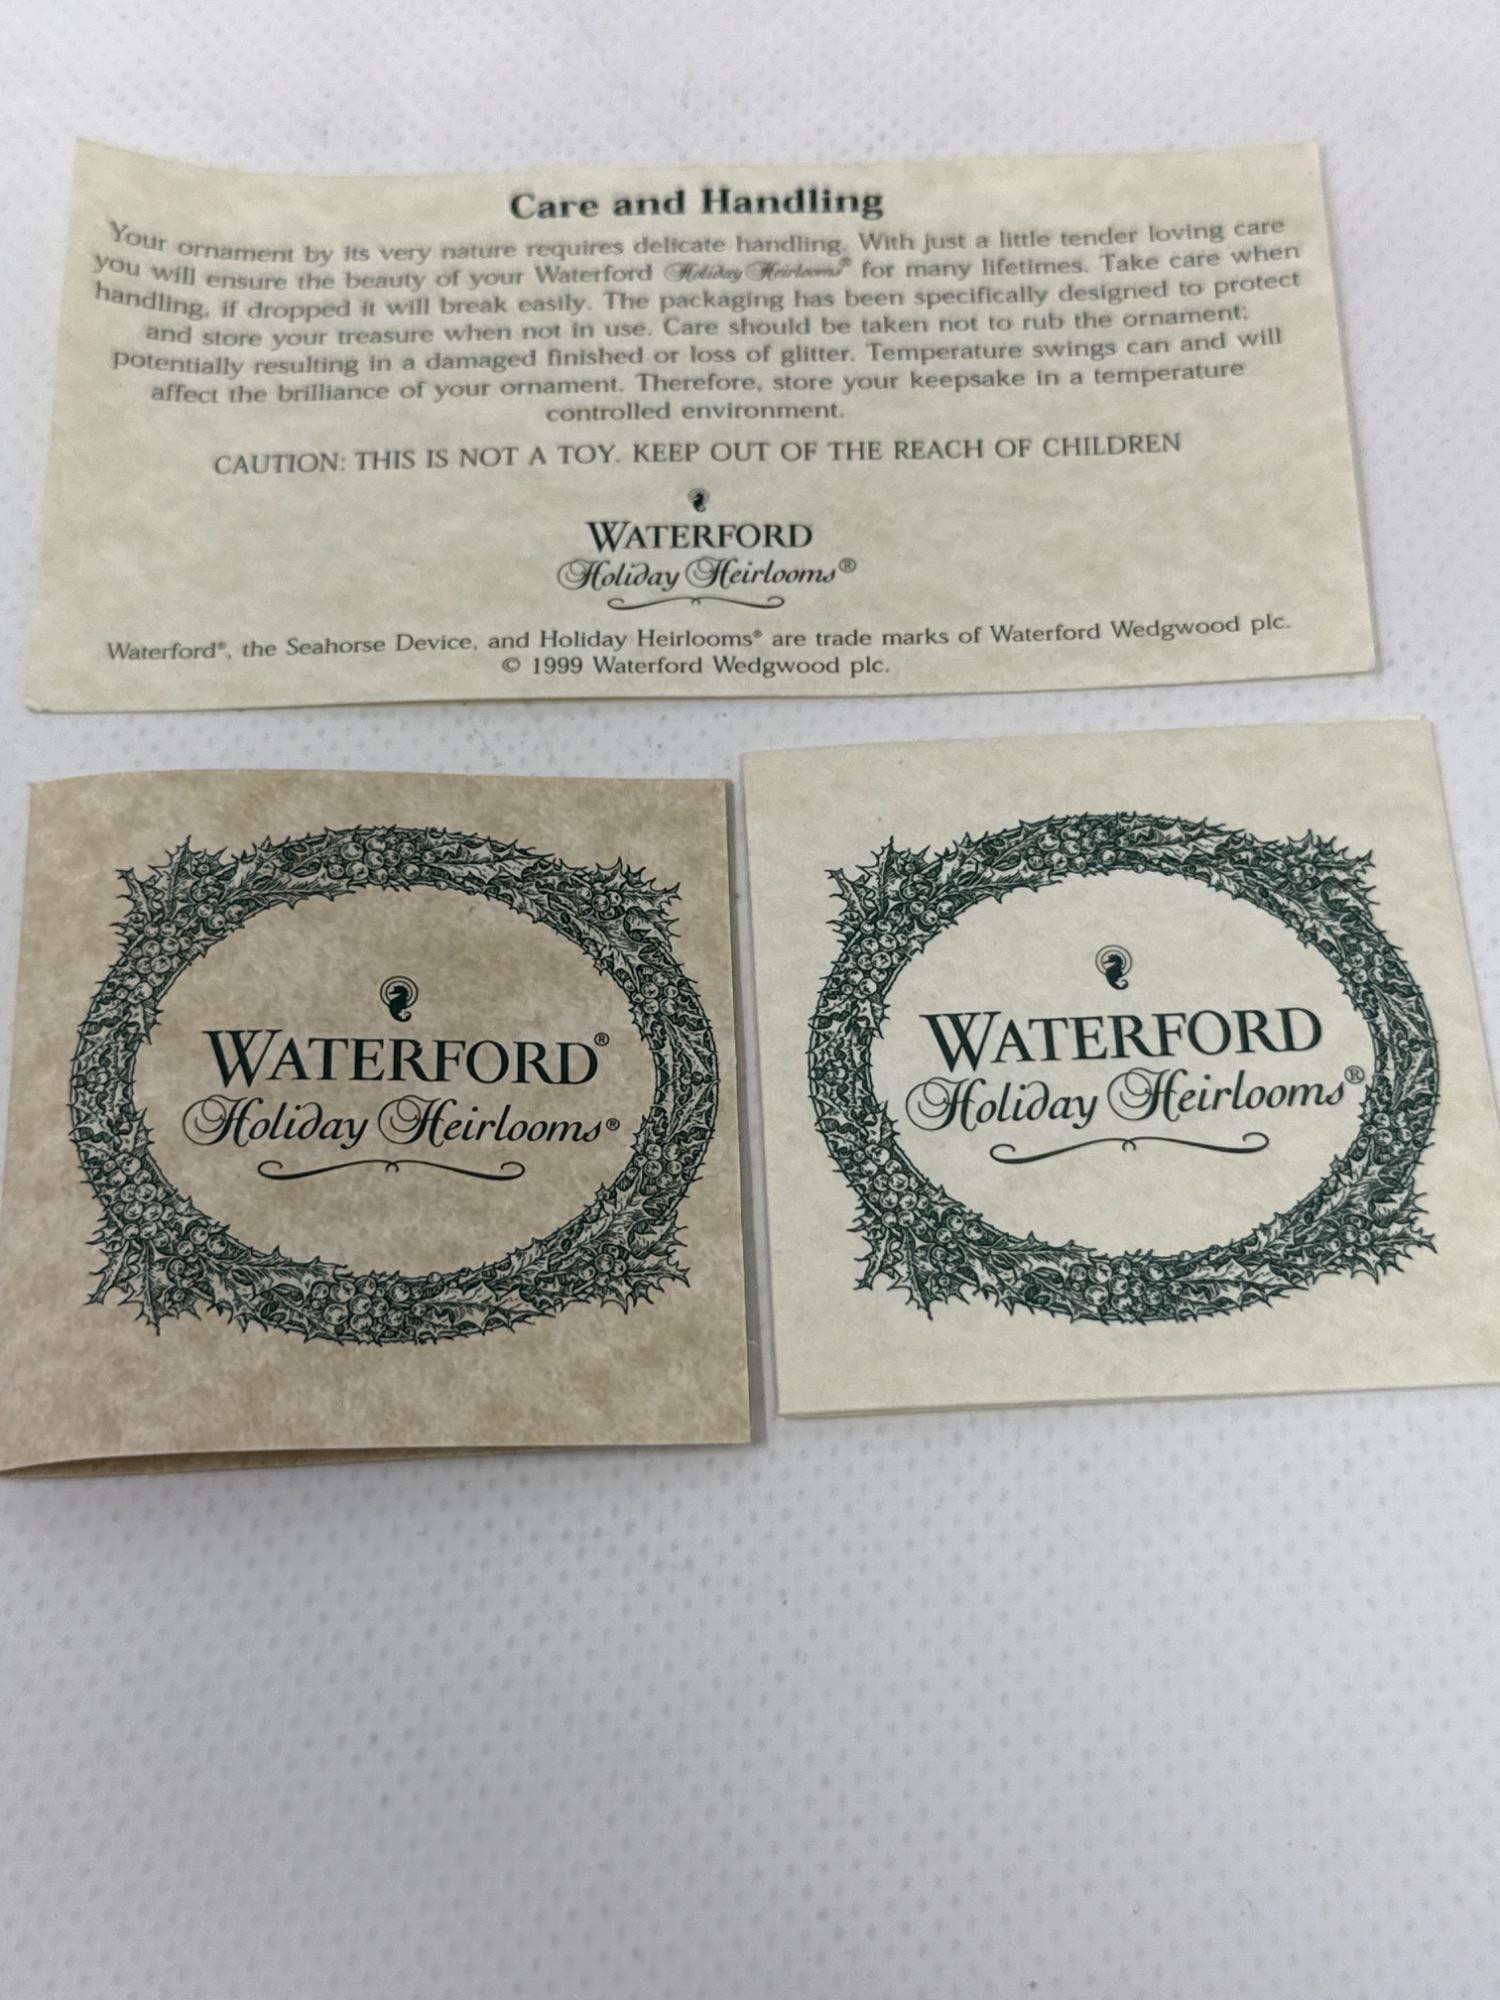 Care and Handling
Your ornament by its very nature requires delicate handling. With just a little tender loving care
you will ensure the beauty of your Waterford Holiday Heirlooms® for many lifetimes. Take care when
handling, if dropped it will break easily. The packaging has been specifically designed to protect
and store your treasure when not in use. Care should be taken not to rub the ornament;
potentially resulting in a damaged finished or loss of glitter. Temperature swings can and will
affect the brilliance of your ornament. Therefore, store your keepsake in a temperature
controlled environment.
CAUTION: THIS IS NOT A TOY. KEEP OUT OF THE REACH OF CHILDREN
WATERFORD
Holiday Heirlooms®
Waterford®, the Seahorse Device, and Holiday Heirlooms® are trade marks of Waterford Wedgwood plc.
© 1999 Waterford Wedgwood plc.
WATERFORD®
Holiday Heirlooms®
WATERFORD
Holiday Heirlooms®